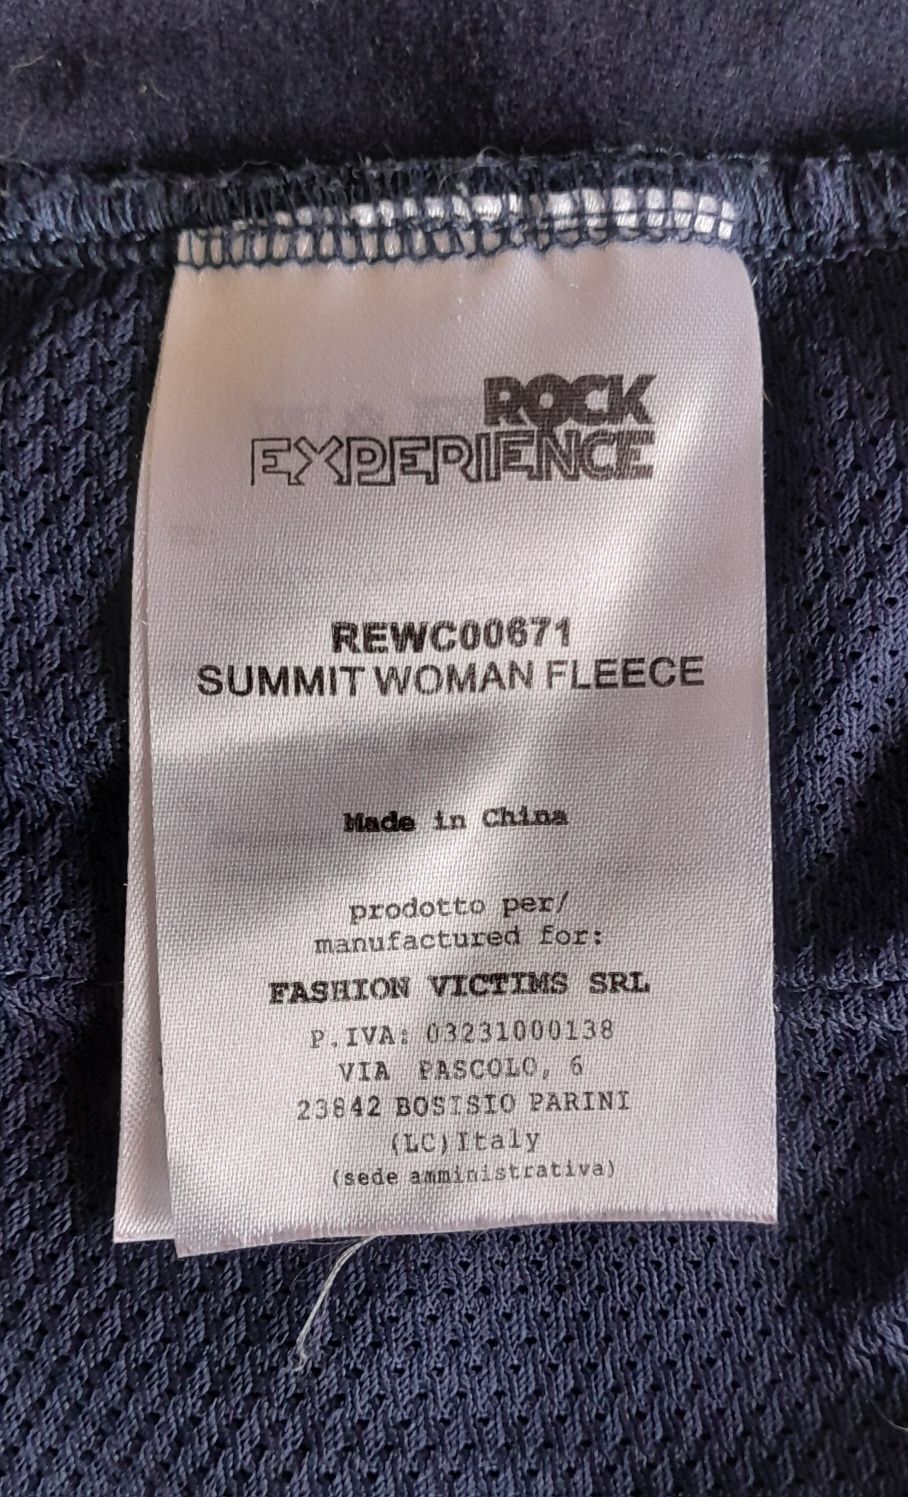 ROCK
EXPERIENCE
REWC00671
SUMMIT WOMAN FLEECE
Made in China
prodotto per/
manufactured for:
FASHION VICTIMS SRL
P.IVA: 03231000138
VIA PASCOLO, 6
23842 BOSISIO PARINI
(LC) Italy
(sede amministrativa)